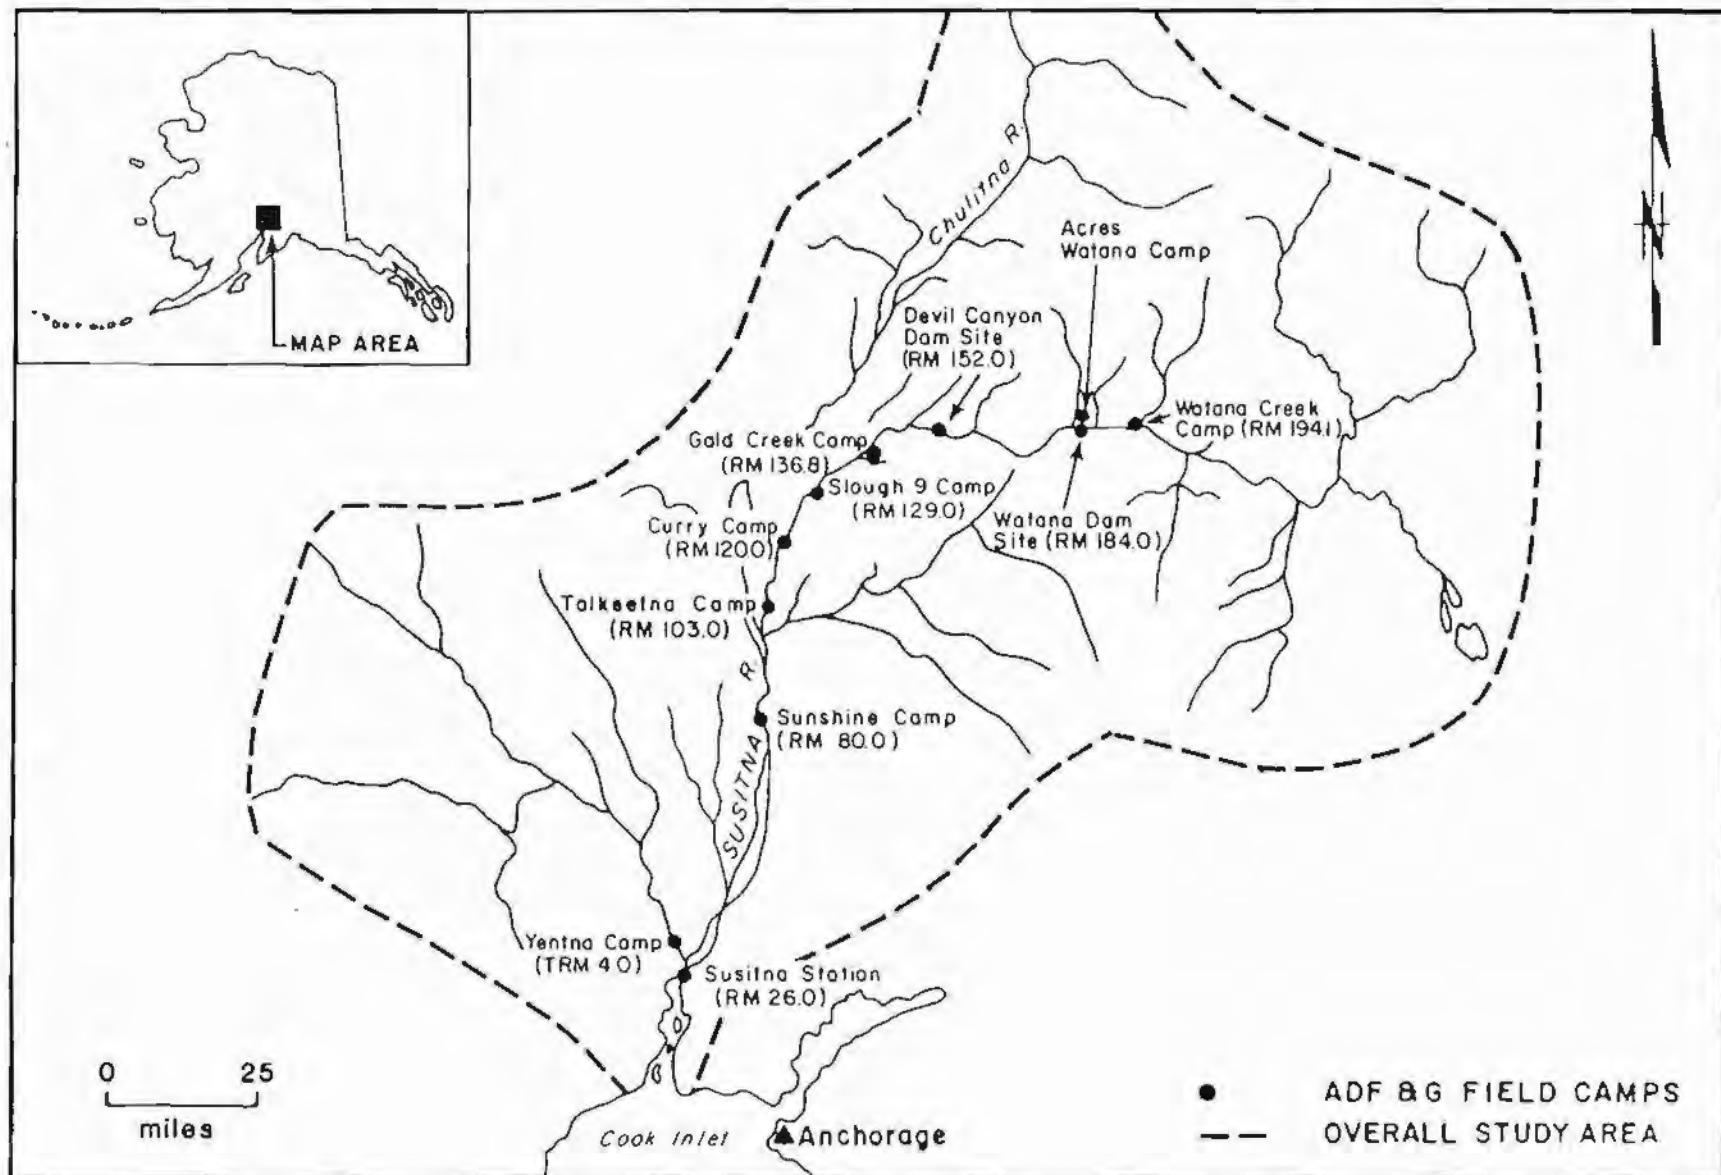 MAP AREA
Chulitna R.
Acres
Watana Camp
Devil Canyon
Dam Site
(RM 152.0)
Watana Creek
Camp (RM 194.1)
Gold Creek Camp
(RM 136.8)
Slough 9 Camp
(RM 129.0)
Watana Dam
Site (RM 184.0)
Curry Camp
(RM 120.0)
Talkeetna Camp
(RM 103.0)
SUSITNA R.
Sunshine Camp
(RM 80.0)
Yentna Camp
(TRM 4.0)
Susitna Station
(RM 26.0)
0 25
miles
Cook Inlet
Anchorage
ADF & G FIELD CAMPS
OVERALL STUDY AREA
N